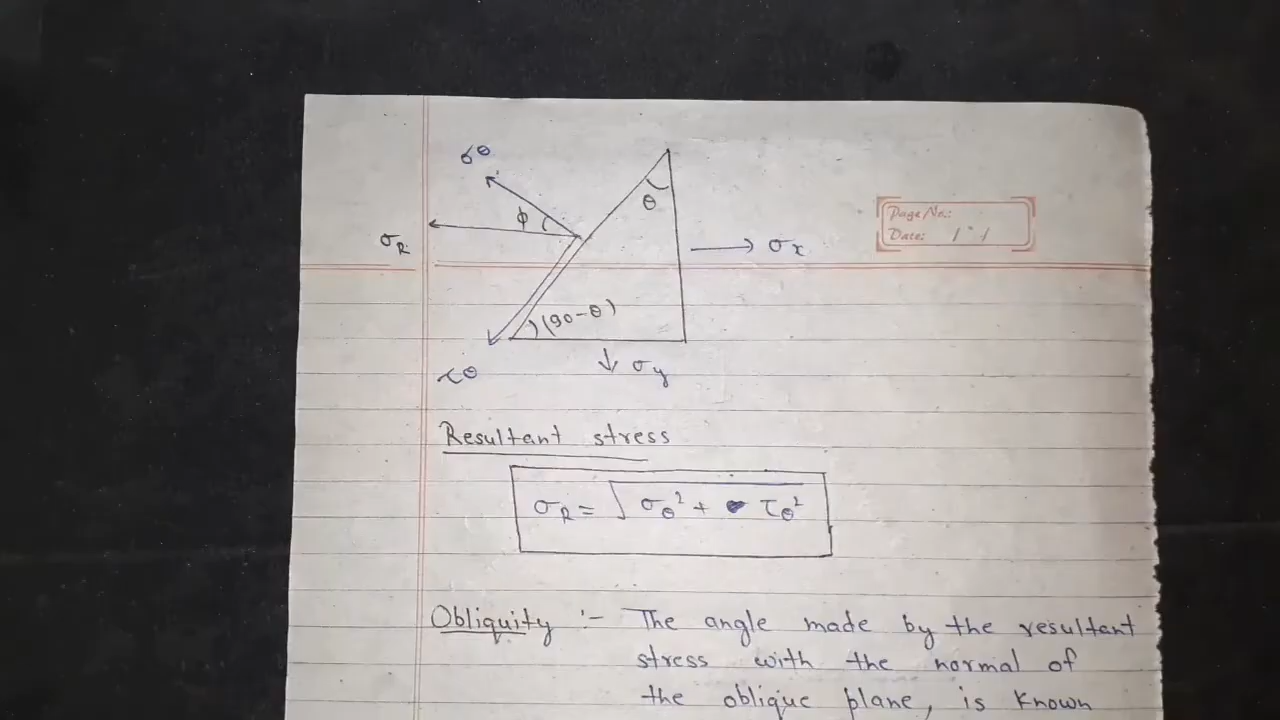 σθ
θ
Page No.:
Date:
ϕ
σR
σx
(90-θ)
σy
τθ
Resultant stress
σR = √σθ² + τθ²
Obliquity :- The angle made by the resultant
stress with the normal of
the oblique plane, is known